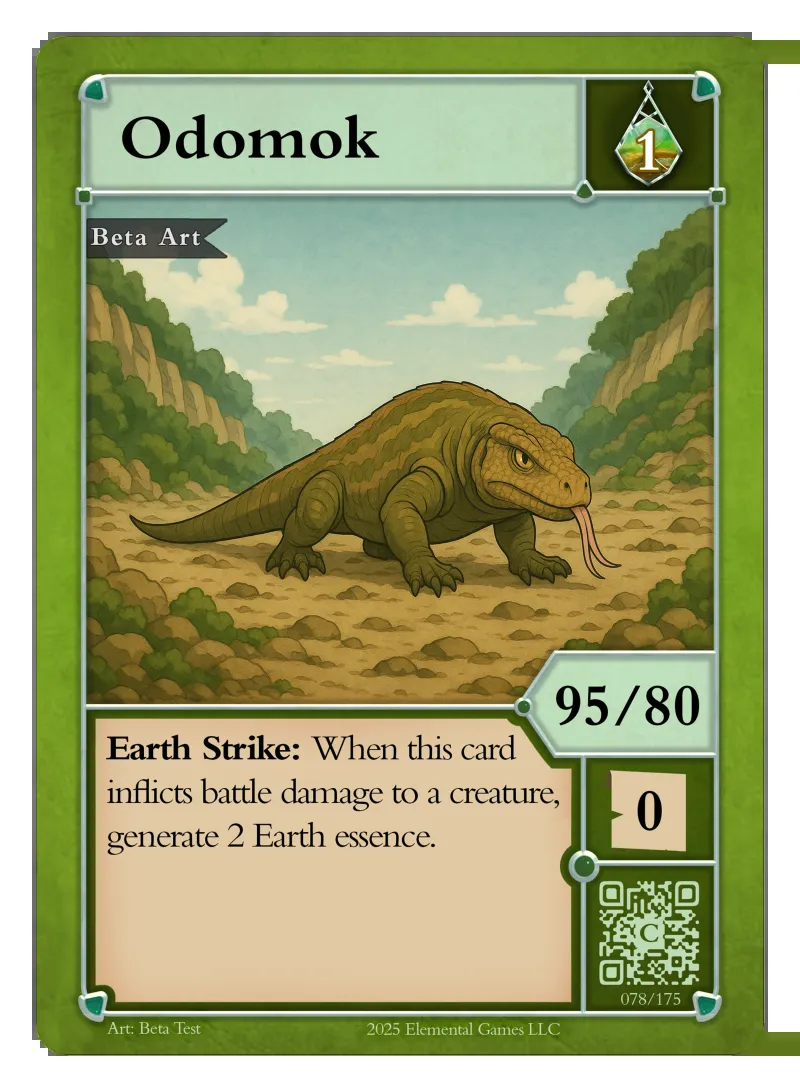 Odomok
1
Beta Art
95/80
Earth Strike: When this card
inflicts battle damage to a creature,
generate 2 Earth essence.
0
C
078/175
Art: Beta Test
2025 Elemental Games LLC